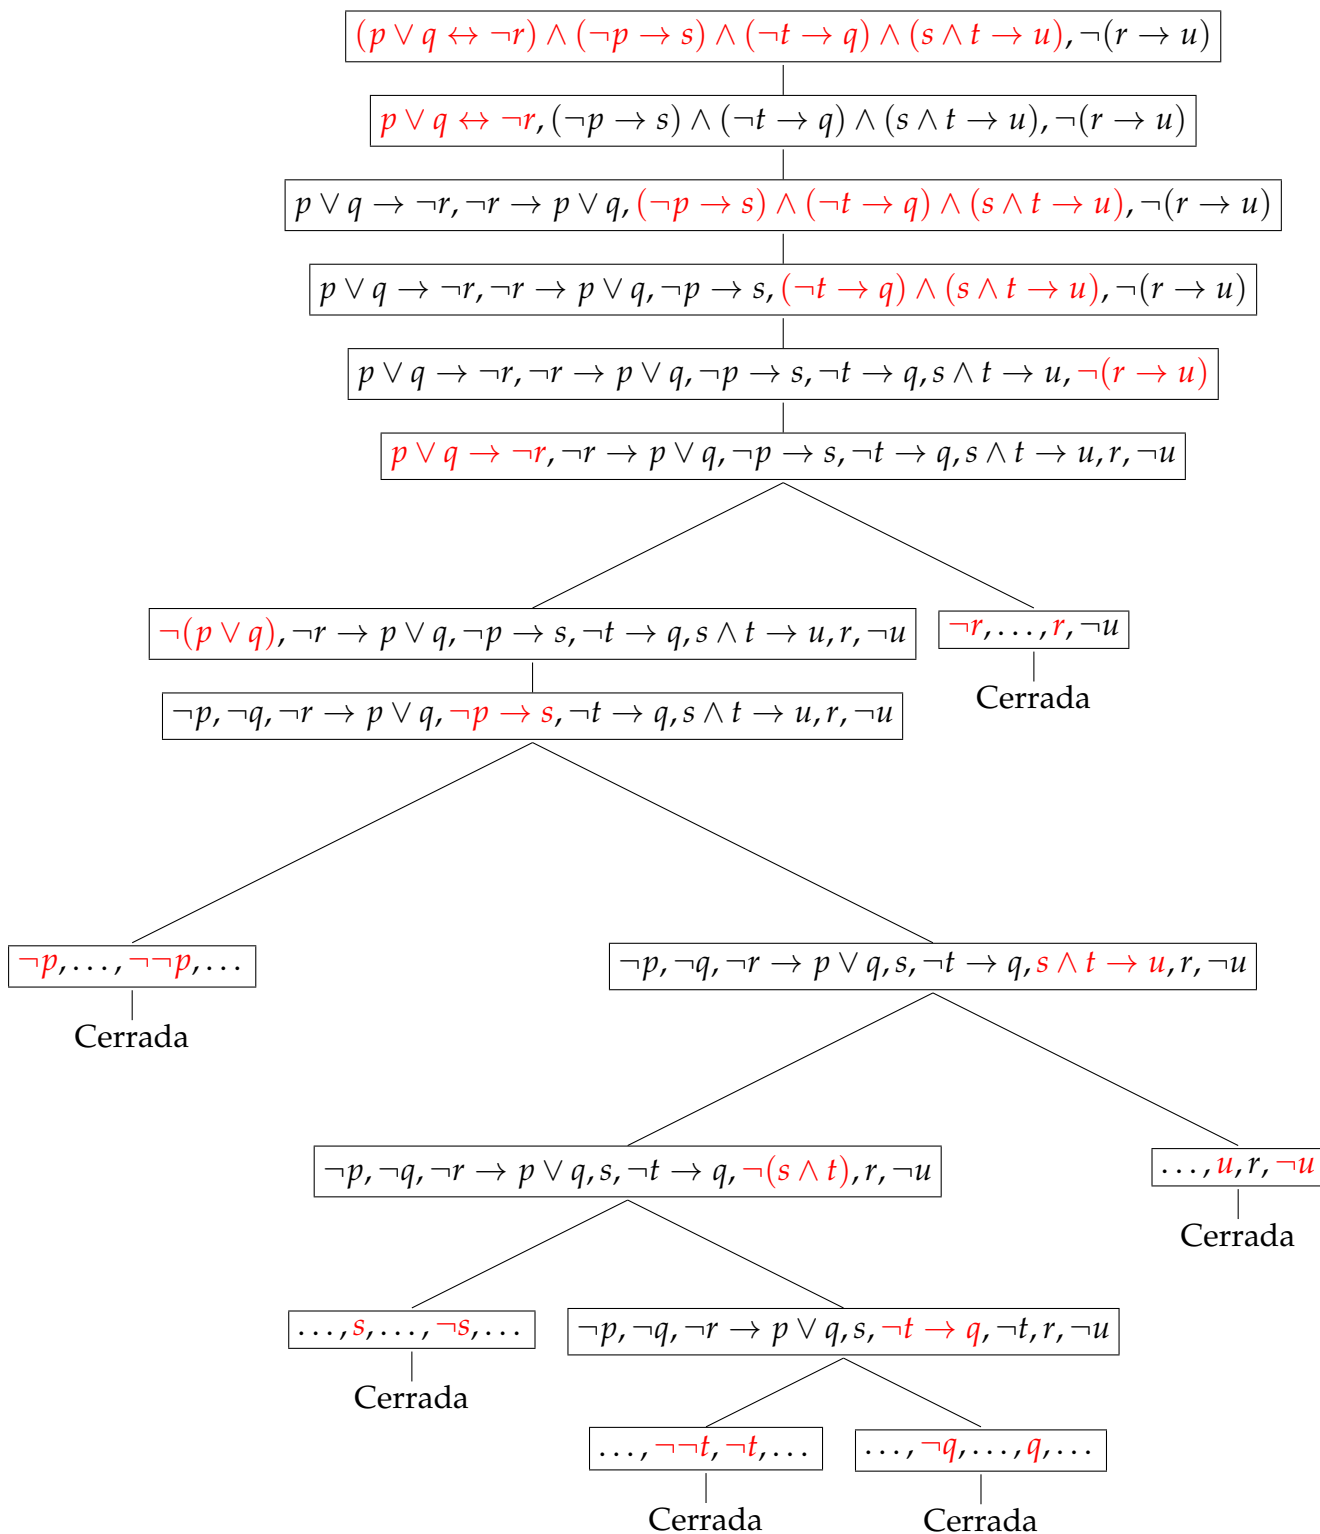 (p ∨ q ↔ ¬r) ∧ (¬p → s) ∧ (¬t → q) ∧ (s ∧ t → u), ¬(r → u)
p ∨ q ↔ ¬r, (¬p → s) ∧ (¬t → q) ∧ (s ∧ t → u), ¬(r → u)
p ∨ q → ¬r, ¬r → p ∨ q, (¬p → s) ∧ (¬t → q) ∧ (s ∧ t → u), ¬(r → u)
p ∨ q → ¬r, ¬r → p ∨ q, ¬p → s, (¬t → q) ∧ (s ∧ t → u), ¬(r → u)
p ∨ q → ¬r, ¬r → p ∨ q, ¬p → s, ¬t → q, s ∧ t → u, ¬(r → u)
p ∨ q → ¬r, ¬r → p ∨ q, ¬p → s, ¬t → q, s ∧ t → u, r, ¬u
¬(p ∨ q), ¬r → p ∨ q, ¬p → s, ¬t → q, s ∧ t → u, r, ¬u
¬r, . . . , r, ¬u
Cerrada
¬p, ¬q, ¬r → p ∨ q, ¬p → s, ¬t → q, s ∧ t → u, r, ¬u
¬p, . . . , ¬¬p, . . .
Cerrada
¬p, ¬q, ¬r → p ∨ q, s, ¬t → q, s ∧ t → u, r, ¬u
¬p, ¬q, ¬r → p ∨ q, s, ¬t → q, ¬(s ∧ t), r, ¬u
. . . , u, r, ¬u
Cerrada
. . . , s, . . . , ¬s, . . .
Cerrada
¬p, ¬q, ¬r → p ∨ q, s, ¬t → q, ¬t, r, ¬u
. . . , ¬¬t, ¬t, . . .
Cerrada
. . . , ¬q, . . . , q, . . .
Cerrada